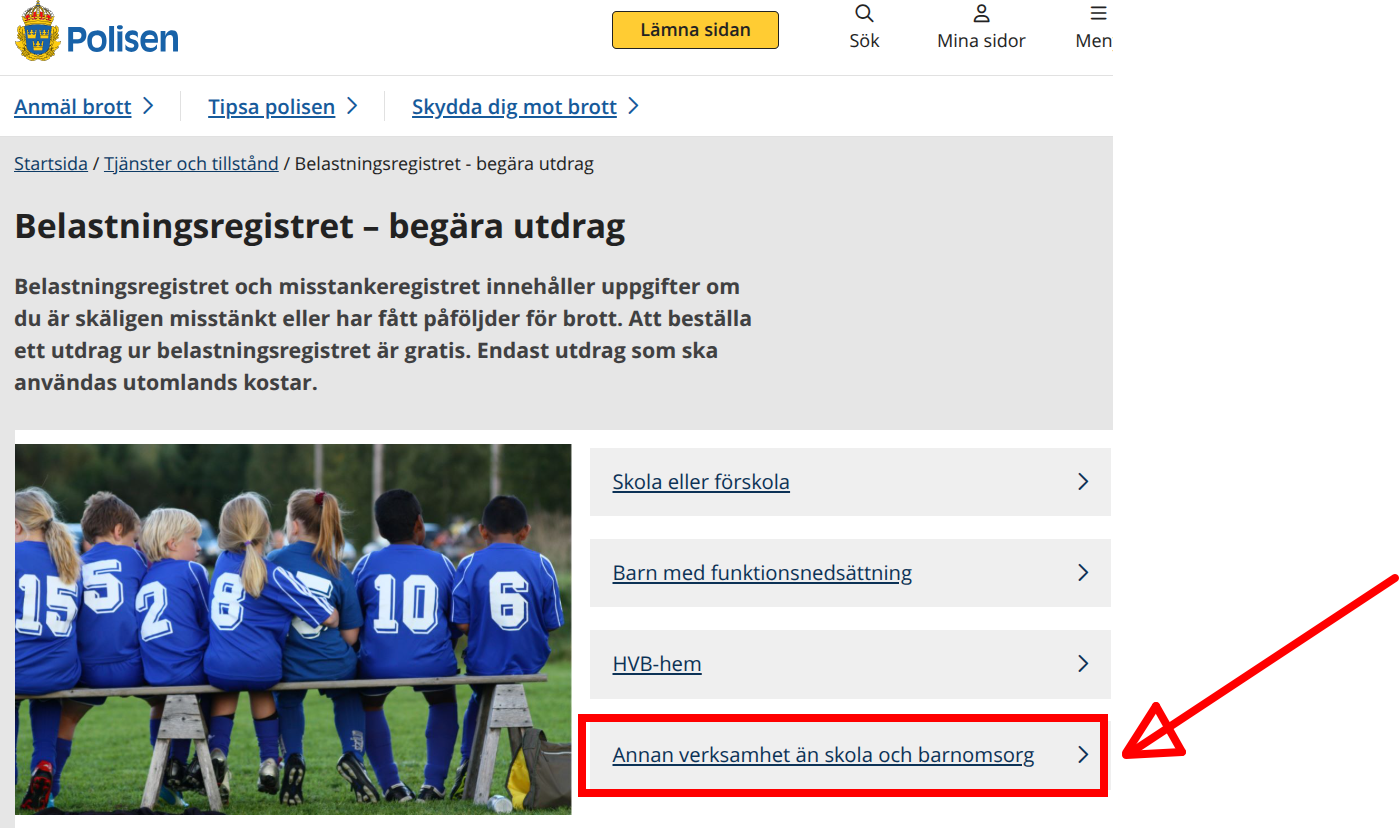 Polisen
Lämna sidan
Sök
Mina sidor
Men
Anmäl brott
Tipsa polisen
Skydda dig mot brott
Startsida / Tjänster och tillstånd / Belastningsregistret - begära utdrag
Belastningsregistret – begära utdrag
Belastningsregistret och misstankeregistret innehåller uppgifter om
du är skäligen misstänkt eller har fått påföljder för brott. Att beställa
ett utdrag ur belastningsregistret är gratis. Endast utdrag som ska
användas utomlands kostar.
15 5 2 8 5 10 6
Skola eller förskola
Barn med funktionsnedsättning
HVB-hem
Annan verksamhet än skola och barnomsorg